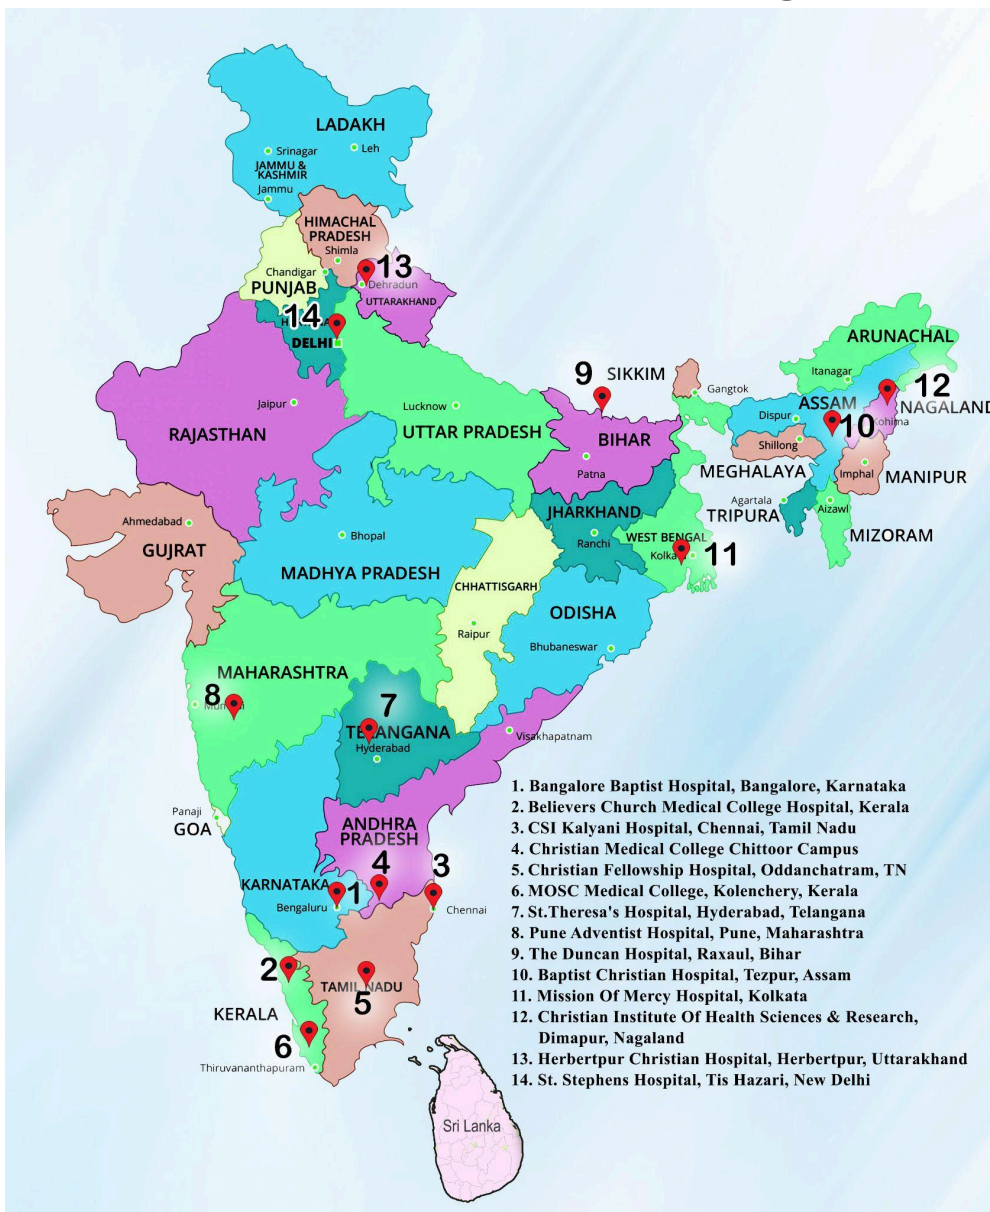 LADAKH
Srinagar
Leh
JAMMU &
KASHMIR
Jammu
HIMACHAL
PRADESH
Shimla
13
Chandigar
Dehradun
PUNJAB
UTTARAKHAND
14
DELHI
ARUNACHAL
Itanagar
9
SIKKIM
Gangtok
12
ASSAM
NAGALAND
Jaipur
Lucknow
Dispur
10
Kohima
RAJASTHAN
UTTAR PRADESH
BIHAR
Shillong
Patna
MEGHALAYA
Imphal
MANIPUR
Agartala
TRIPURA
Aizawl
JHARKHAND
Ahmedabad
Bhopal
Ranchi
WEST BENGAL
MIZORAM
GUJRAT
Kolka
11
MADHYA PRADESH
CHHATTISGARH
ODISHA
Raipur
Bhubaneswar
MAHARASHTRA
8
7
TELANGANA
Hyderabad
Visakhapatnam
Panaji
GOA
ANDHRA
PRADESH
4
3
KARNATAKA
1
Bengaluru
Chennai
2
TAMIL NADU
5
KERALA
6
Thiruvananthapuram
Sri Lanka
1. Bangalore Baptist Hospital, Bangalore, Karnataka
2. Believers Church Medical College Hospital, Kerala
3. CSI Kalyani Hospital, Chennai, Tamil Nadu
4. Christian Medical College Chittoor Campus
5. Christian Fellowship Hospital, Oddanchatram, TN
6. MOSC Medical College, Kolenchery, Kerala
7. St.Theresa's Hospital, Hyderabad, Telangana
8. Pune Adventist Hospital, Pune, Maharashtra
9. The Duncan Hospital, Raxaul, Bihar
10. Baptist Christian Hospital, Tezpur, Assam
11. Mission Of Mercy Hospital, Kolkata
12. Christian Institute Of Health Sciences & Research,
Dimapur, Nagaland
13. Herbertpur Christian Hospital, Herbertpur, Uttarakhand
14. St. Stephens Hospital, Tis Hazari, New Delhi